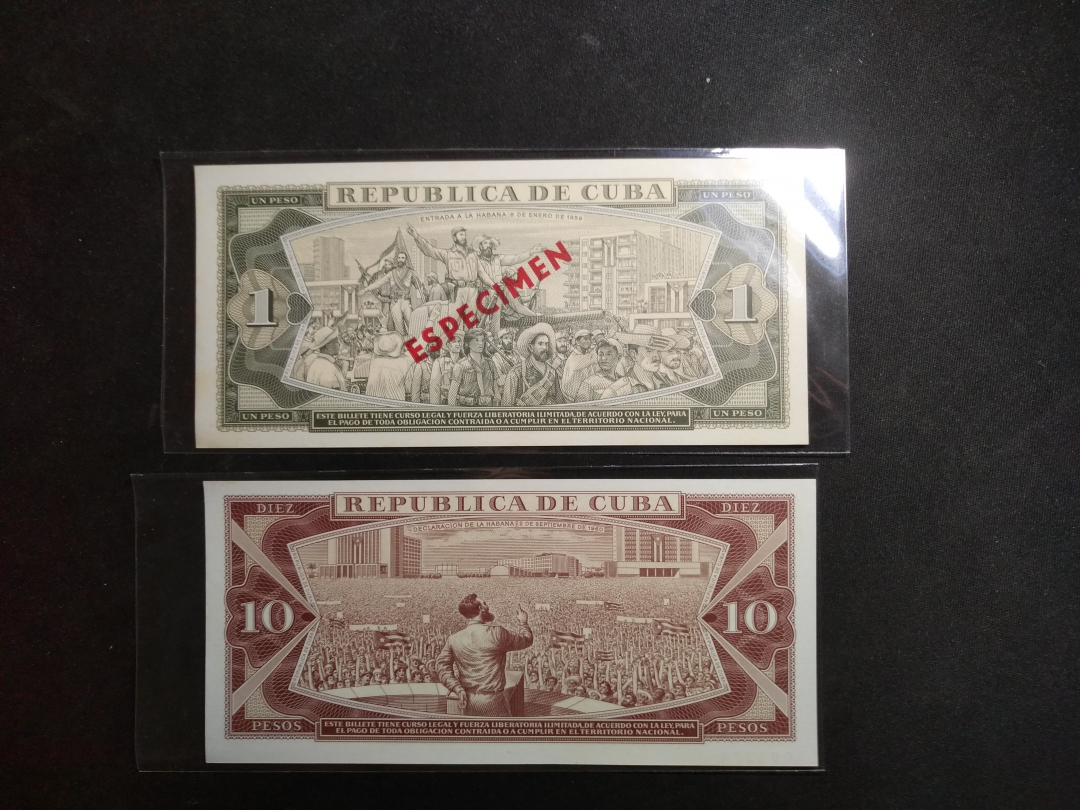 REPUBLICA DE CUBA
UN PESO
UN PESO
ENTRADA A LA HABANA 8 DE ENERO DE 1959
ESPECIMEN
1
1
UN PESO
UN PESO
ESTE BILLETE TIENE CURSO LEGAL Y FUERZA LIBERATORIA ILIMITADA, DE ACUERDO CON LA LEY, PARA
EL PAGO DE TODA OBLIGACION CONTRAIDA O A CUMPLIR EN EL TERRITORIO NACIONAL.
REPUBLICA DE CUBA
DIEZ
DIEZ
DECLARACION DE LA HABANA 2 DE SEPTIEMBRE DE 1960
10
10
PESOS
PESOS
ESTE BILLETE TIENE CURSO LEGAL Y FUERZA LIBERATORIA ILIMITADA, DE ACUERDO CON LA LEY, PARA
EL PAGO DE TODA OBLIGACION CONTRAIDA O A CUMPLIR EN EL TERRITORIO NACIONAL.